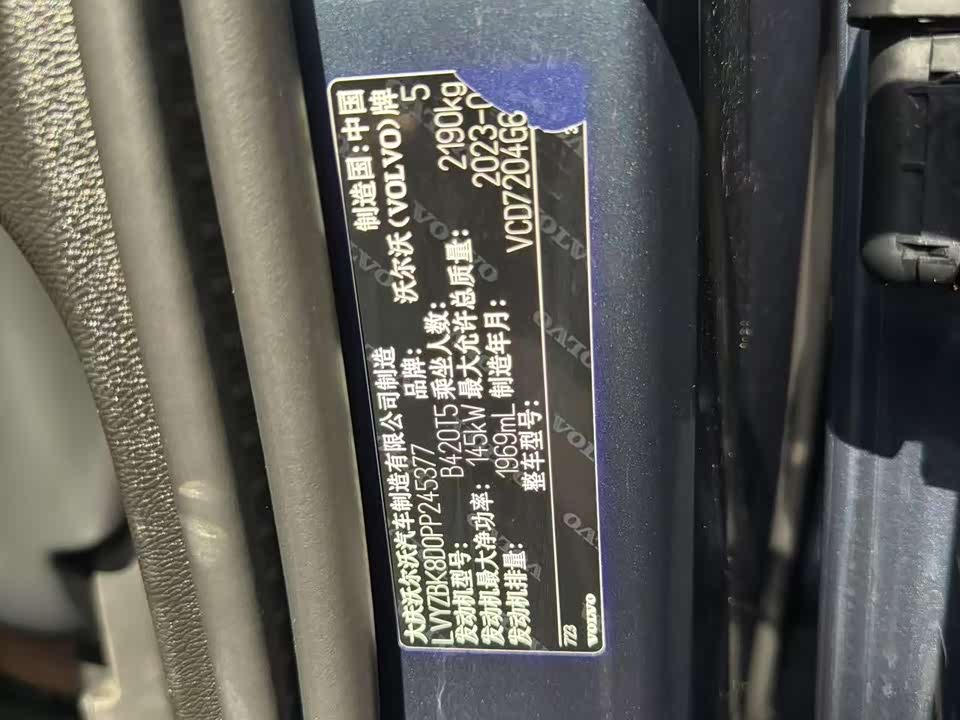 大庆沃尔沃汽车制造有限公司制造 制造国:中国
LVYZBK8D0PP245377 品牌: 沃尔沃(VOLVO)牌
发动机型号: B420T5 乘坐人数: 5
发动机最大净功率: 145kW 最大允许总质量: 2190kg
发动机排量: 1969mL 制造年月: 2023-0
整车型号: VCD7204G6
723
VOLVO